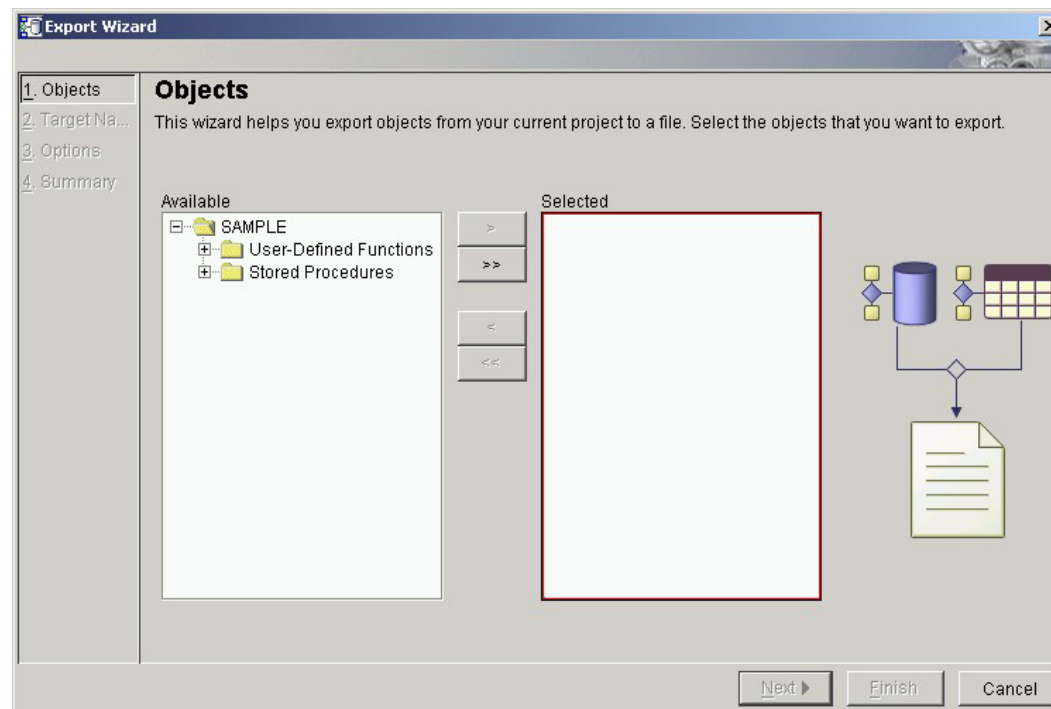 Export Wizard
1. Objects
2. Target Na...
3. Options
4. Summary
Objects
This wizard helps you export objects from your current project to a file. Select the objects that you want to export.
Available
SAMPLE
User-Defined Functions
Stored Procedures
>
>>
<
<<
Selected
Next
Finish
Cancel